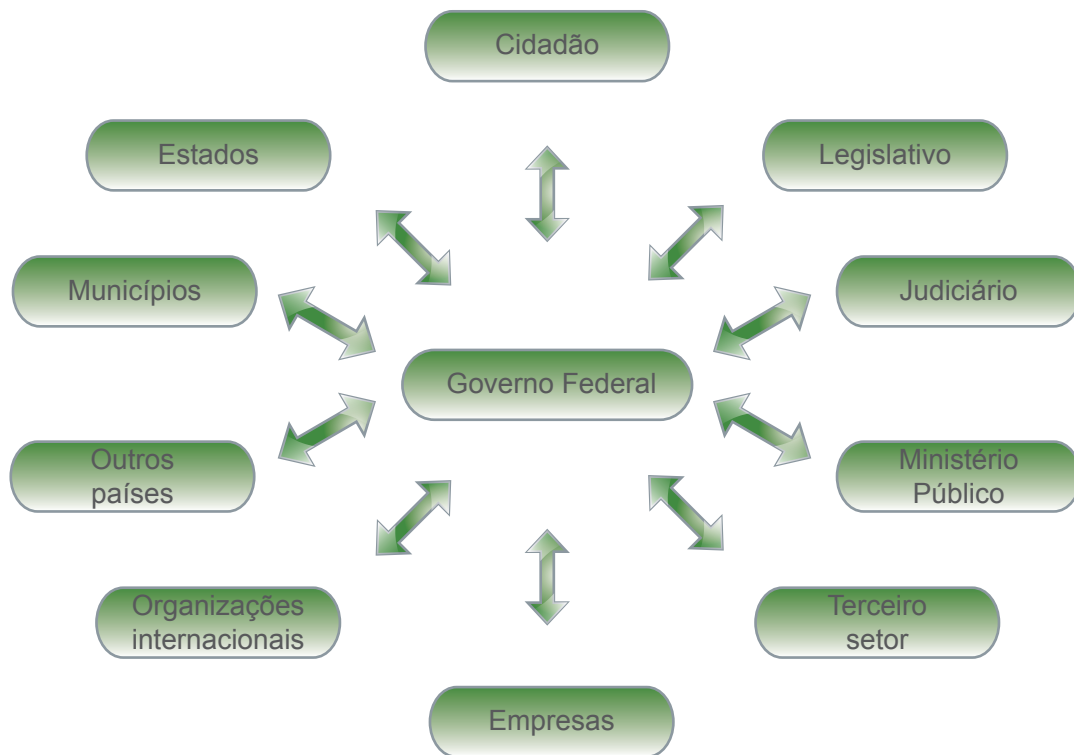 Cidadão
Estados
Legislativo
Municípios
Judiciário
Governo Federal
Outros
países
Ministério
Público
Organizações
internacionais
Terceiro
setor
Empresas